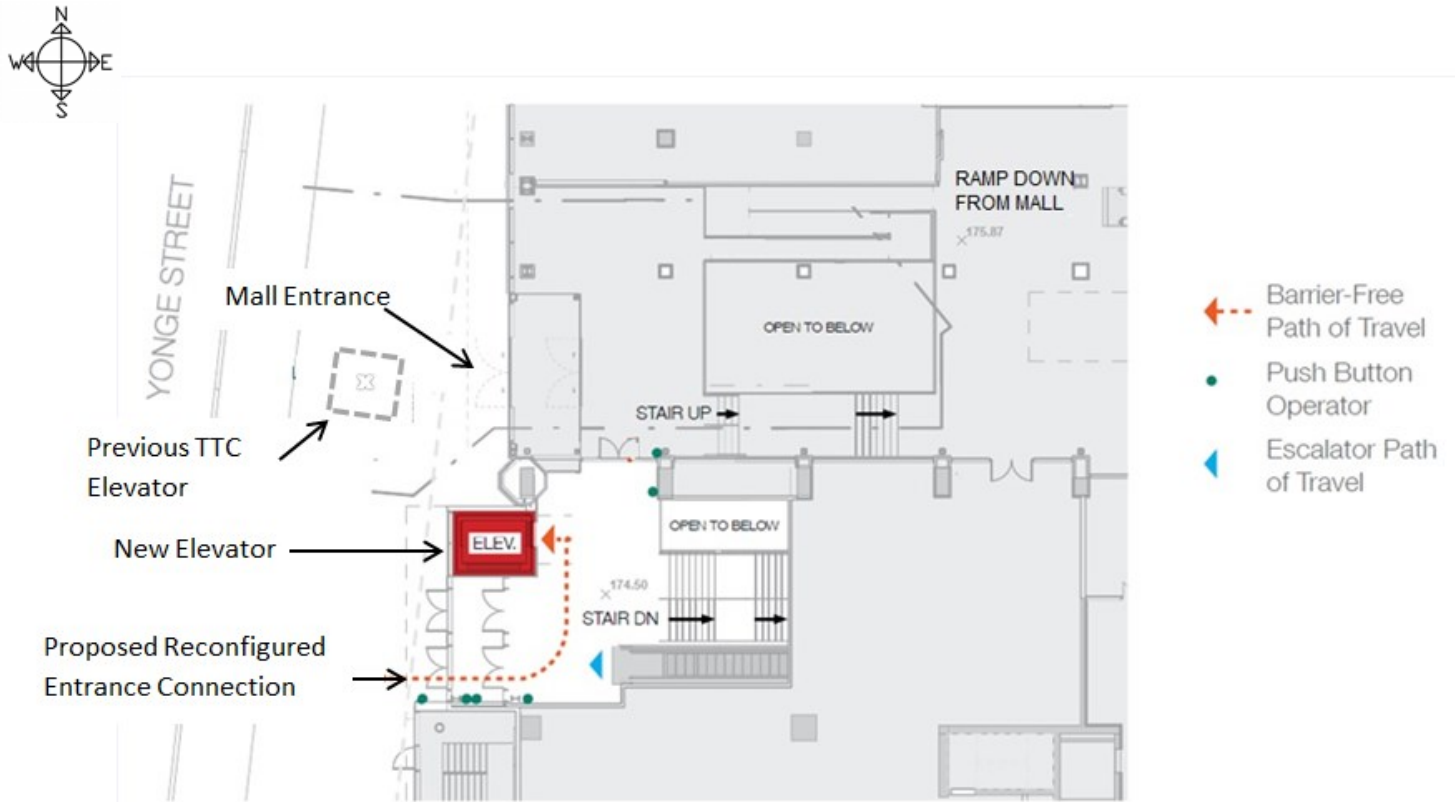 N
W E
S
YONGE STREET
RAMP DOWN
FROM MALL
175.87
Mall Entrance
OPEN TO BELOW
STAIR UP
Previous TTC
Elevator
OPEN TO BELOW
New Elevator
ELEV.
174.50
STAIR DN
Proposed Reconfigured
Entrance Connection
Barrier-Free
Path of Travel
Push Button
Operator
Escalator Path
of Travel